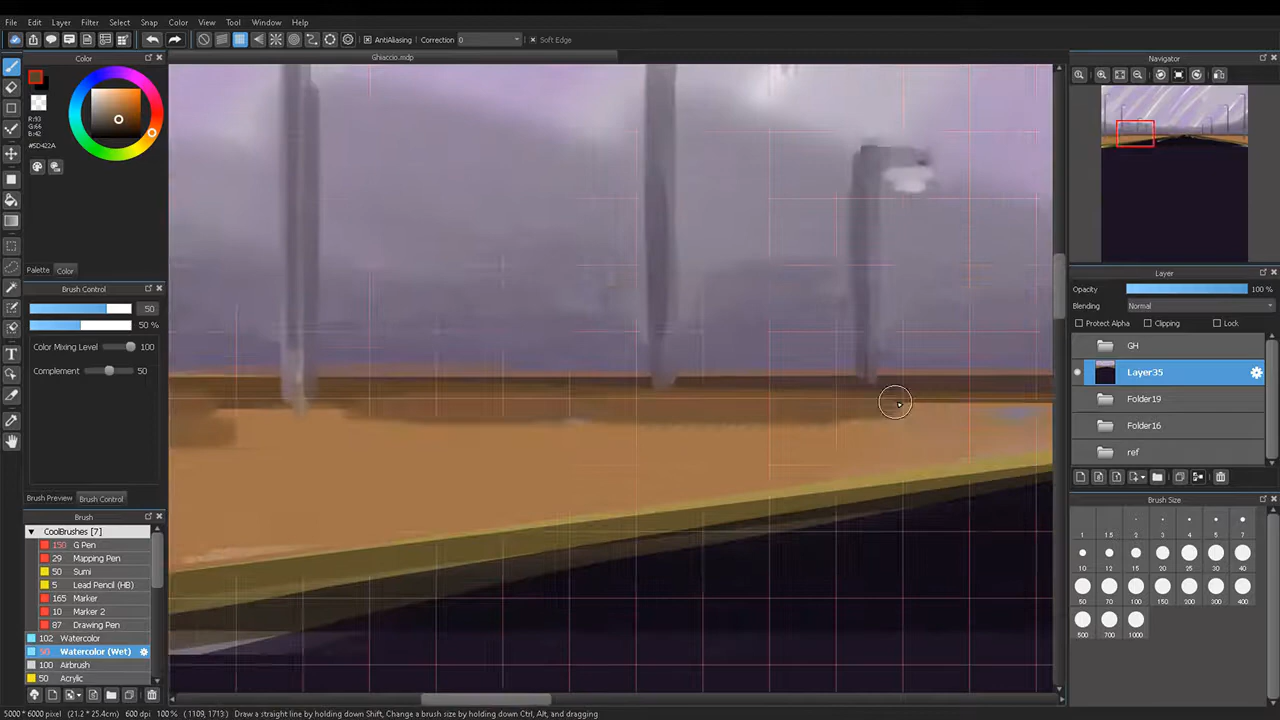 File Edit Layer Filter Select Snap Color View Tool Window Help
AntiAliasing Correction 0 Soft Edge
Ghiaccio.mdp
Color
R:93
G:66
B:42
#5D422A
Palette Color
Brush Control
50
50 %
Color Mixing Level 100
Complement 50
Brush Preview Brush Control
Brush
CoolBrushes [7]
150 G Pen
29 Mapping Pen
50 Sumi
5 Lead Pencil (HB)
165 Marker
10 Marker 2
87 Drawing Pen
102 Watercolor
50 Watercolor (Wet)
100 Airbrush
50 Acrylic
Navigator
Layer
Opacity 100 %
Blending Normal
Protect Alpha Clipping Lock
QH
Layer35
Folder19
Folder16
ref
Brush Size
1 1.5 2 3 4 5 7
10 12 15 20 25 30 40
50 70 100 150 200 300 400
500 700 1000
5000 * 6000 pixel (21.2 * 25.4cm) 600 dpi 100 % (1109, 1713) Draw a straight line by holding down Shift, Change a brush size by holding down Ctrl, Alt, and dragging